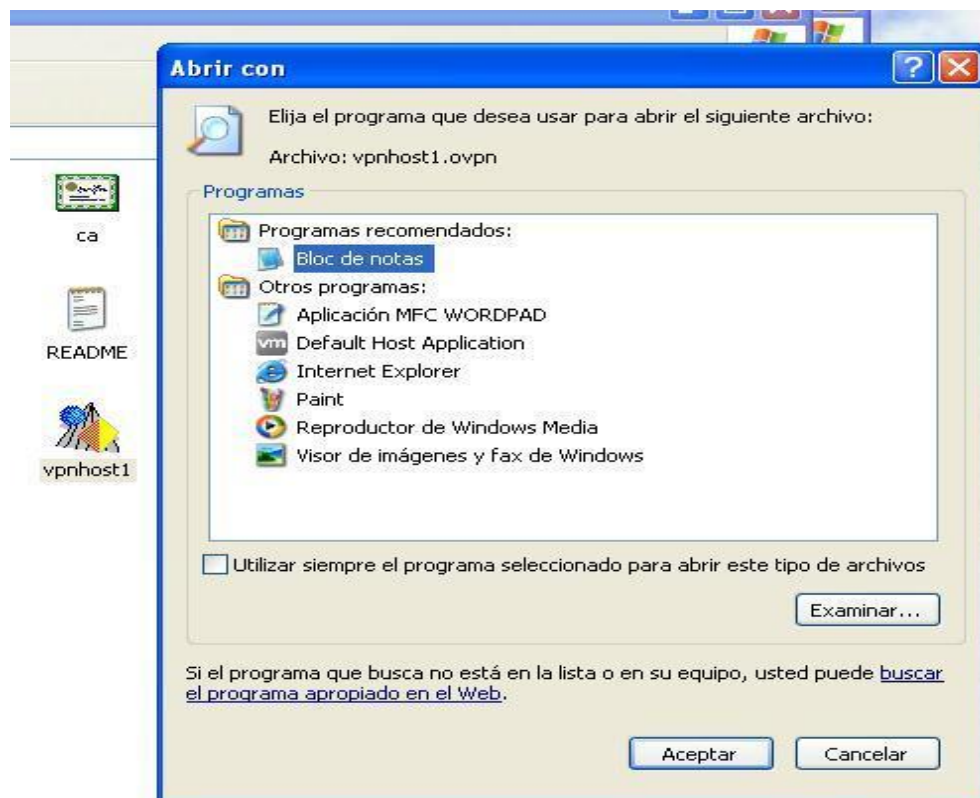 Abrir con
Elija el programa que desea usar para abrir el siguiente archivo:
Archivo: vpnhost1.ovpn
ca
README
vpnhost1
Programas
Programas recomendados:
Bloc de notas
Otros programas:
Aplicación MFC WORDPAD
vm Default Host Application
Internet Explorer
Paint
Reproductor de Windows Media
Visor de imágenes y fax de Windows
Utilizar siempre el programa seleccionado para abrir este tipo de archivos
Examinar...
Si el programa que busca no está en la lista o en su equipo, usted puede buscar
el programa apropiado en el Web.
Aceptar
Cancelar